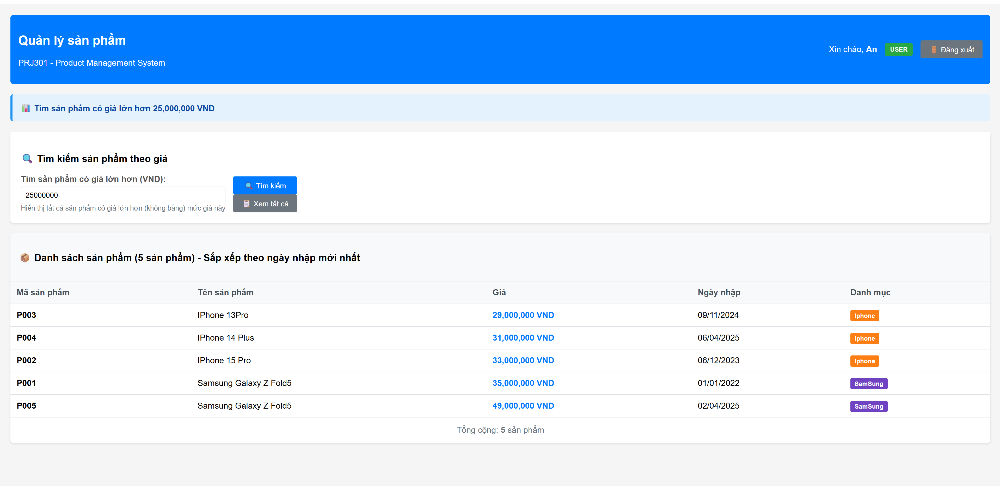 Quản lý sản phẩm
PRJ301 - Product Management System
Xin chào, An USER Đăng xuất
Tìm sản phẩm có giá lớn hơn 25,000,000 VND
Tìm kiếm sản phẩm theo giá
Tìm sản phẩm có giá lớn hơn (VND):
25000000
Hiển thị tất cả sản phẩm có giá lớn hơn (không bằng) mức giá này
Tìm kiếm
Xem tất cả
Danh sách sản phẩm (5 sản phẩm) - Sắp xếp theo ngày nhập mới nhất
Mã sản phẩm Tên sản phẩm Giá Ngày nhập Danh mục
P003 IPhone 13Pro 29,000,000 VND 09/11/2024 Iphone
P004 IPhone 14 Plus 31,000,000 VND 06/04/2025 Iphone
P002 IPhone 15 Pro 33,000,000 VND 06/12/2023 Iphone
P001 Samsung Galaxy Z Fold5 35,000,000 VND 01/01/2022 SamSung
P005 Samsung Galaxy Z Fold5 49,000,000 VND 02/04/2025 SamSung
Tổng cộng: 5 sản phẩm